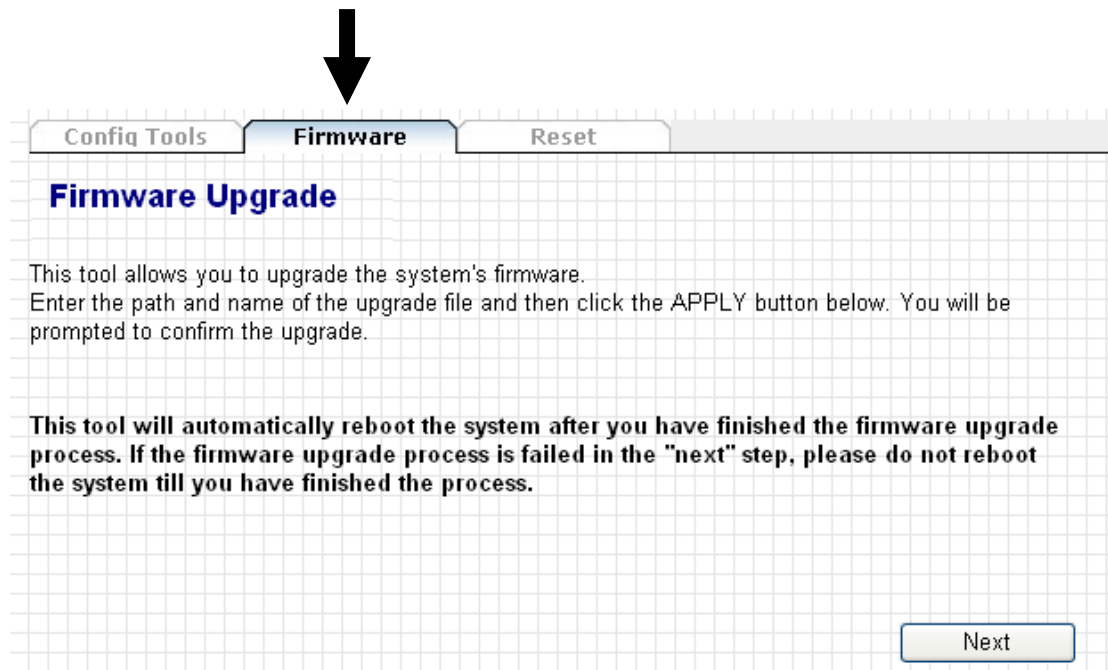 Config Tools
Firmware
Reset
Firmware Upgrade
This tool allows you to upgrade the system's firmware.
Enter the path and name of the upgrade file and then click the APPLY button below. You will be
prompted to confirm the upgrade.
This tool will automatically reboot the system after you have finished the firmware upgrade
process. If the firmware upgrade process is failed in the "next" step, please do not reboot
the system till you have finished the process.
Next